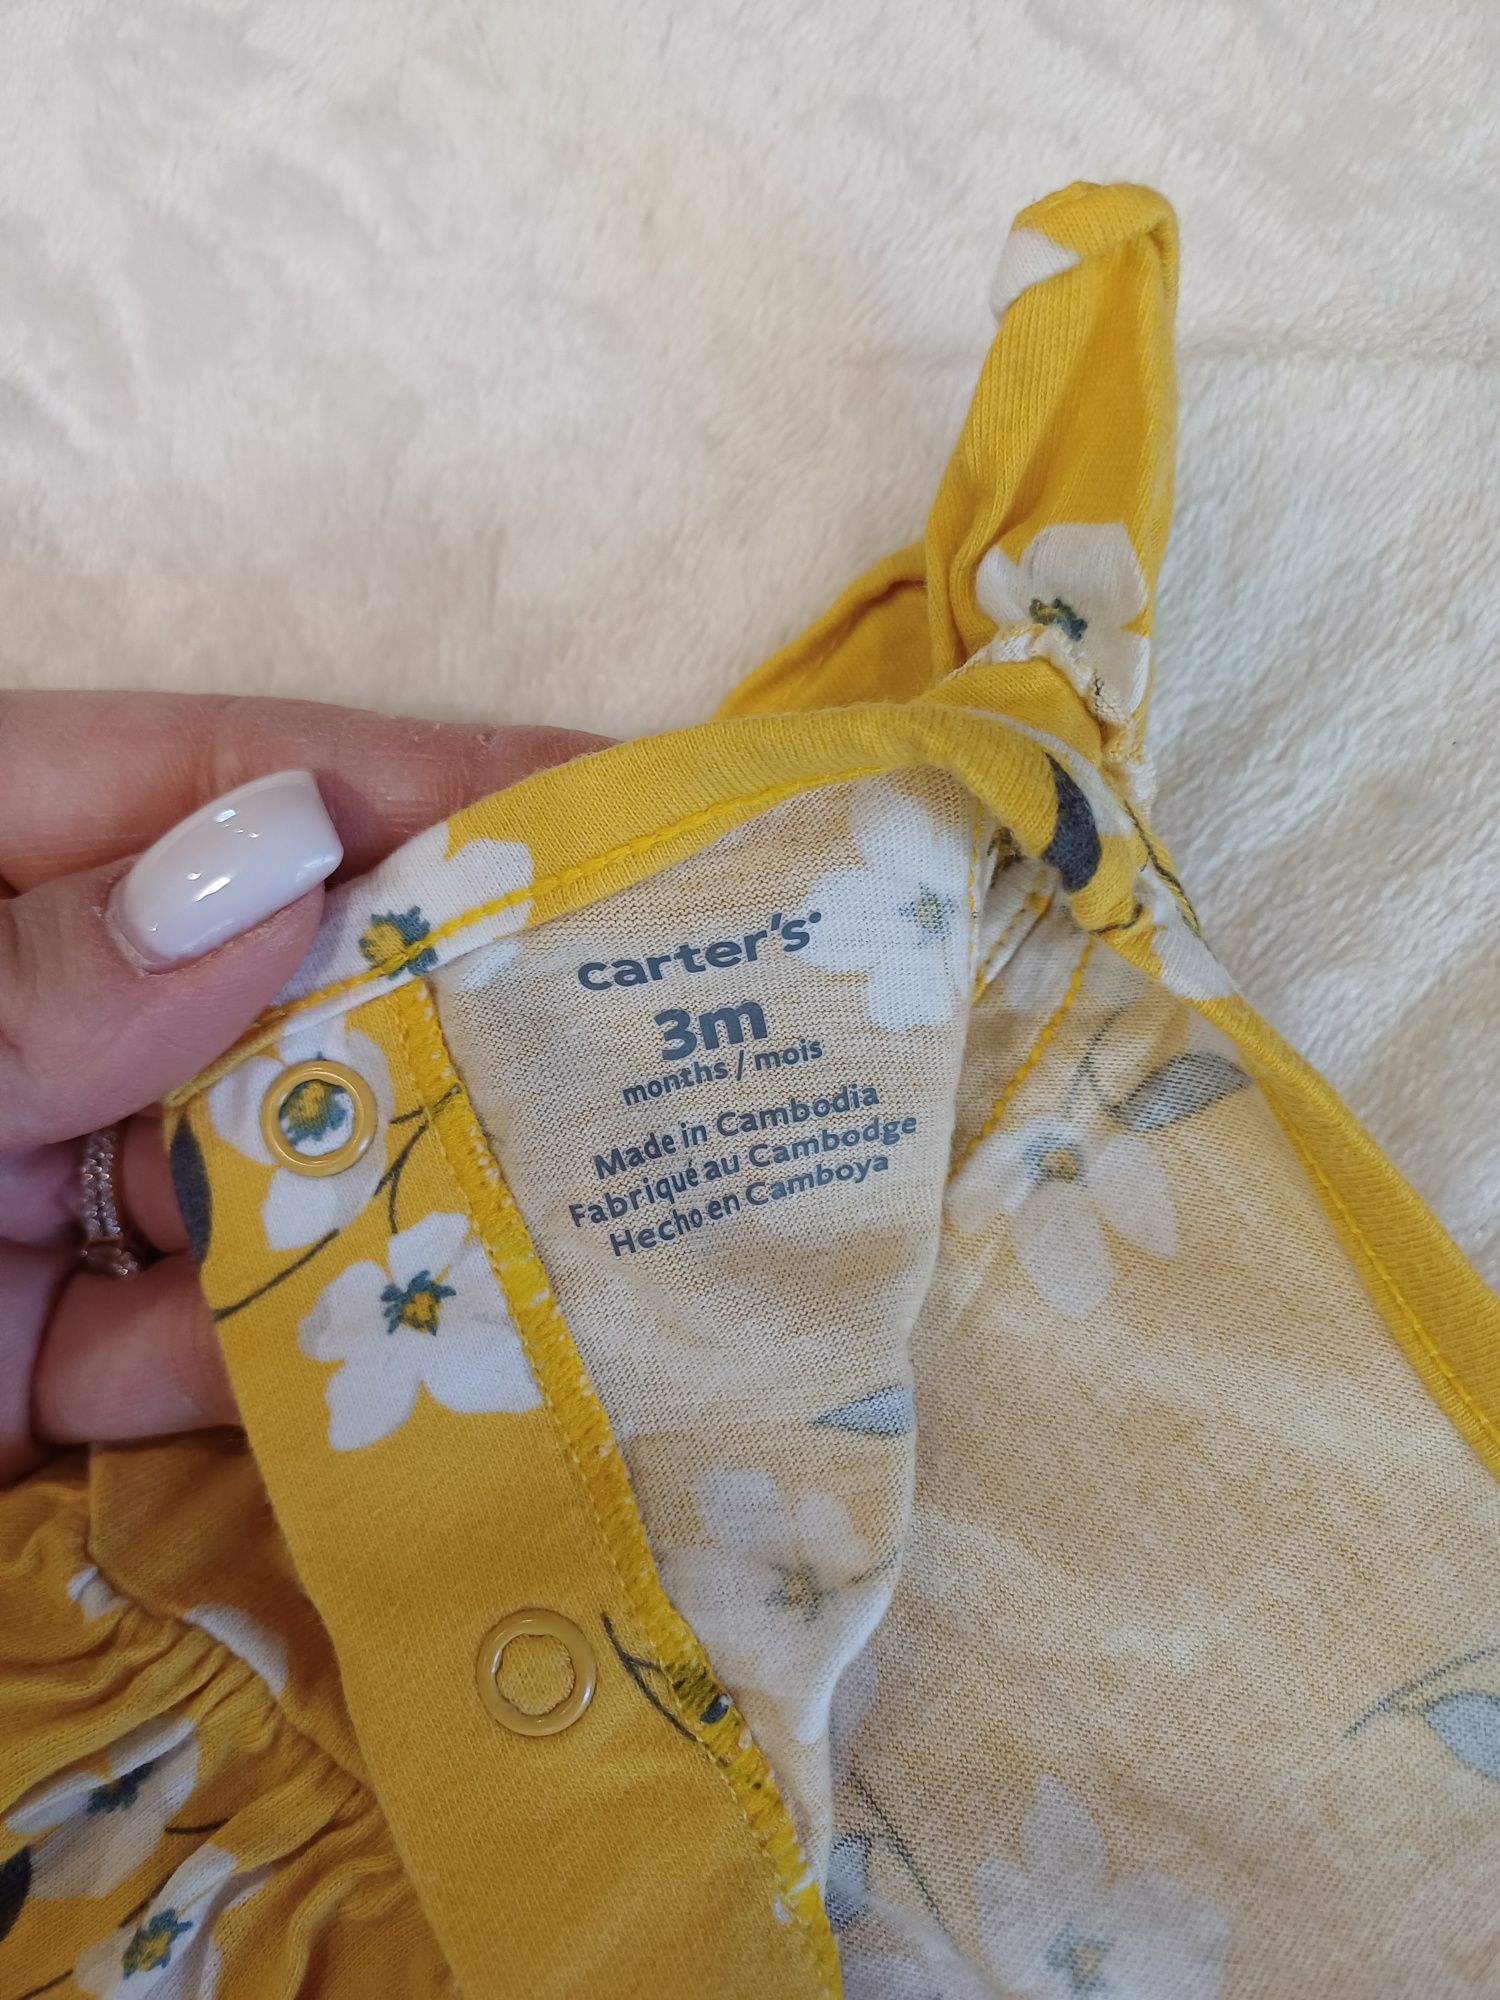 carter's
3m
months / mois
Made in Cambodia
Fabriqué au Cambodge
Hecho en Camboya